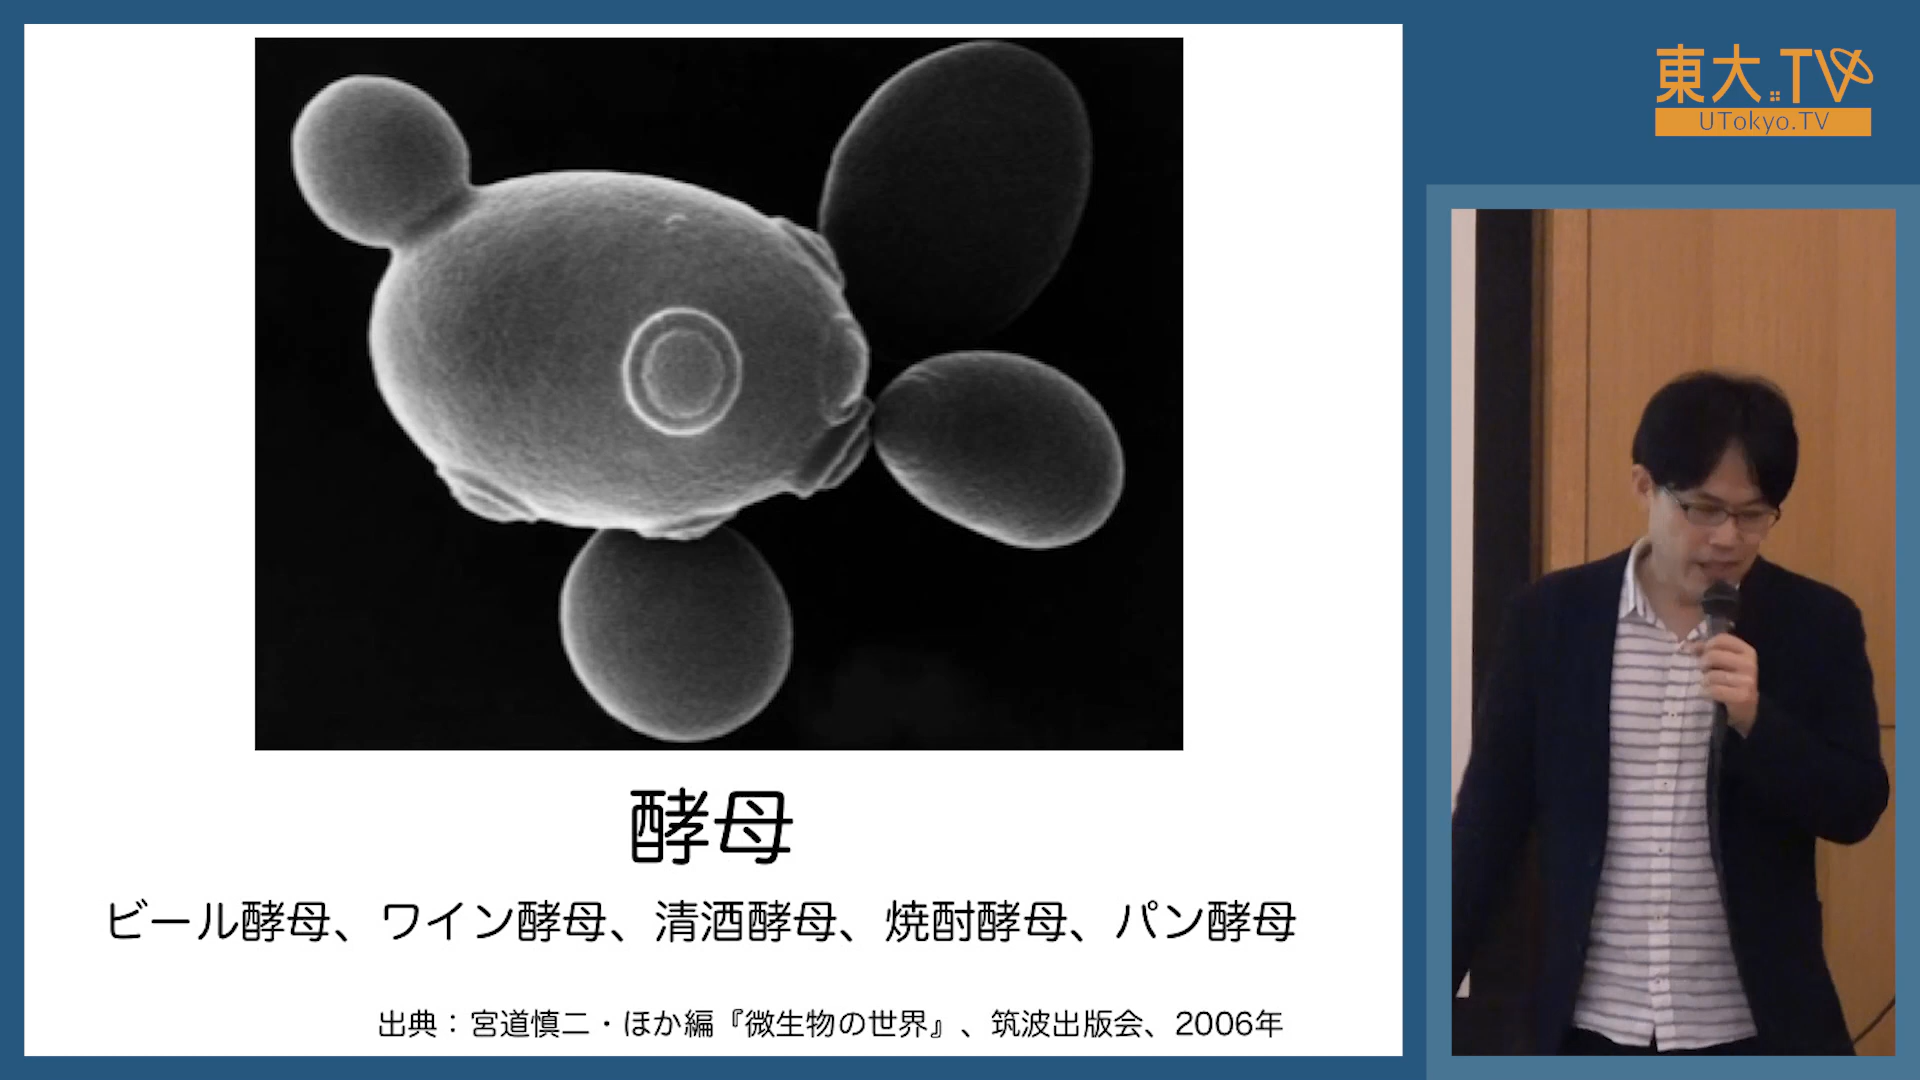 東大TV
UTokyo.TV
酵母
ビール酵母、ワイン酵母、清酒酵母、焼酎酵母、パン酵母
出典：宮道慎二・ほか編『微生物の世界』、筑波出版会、2006年